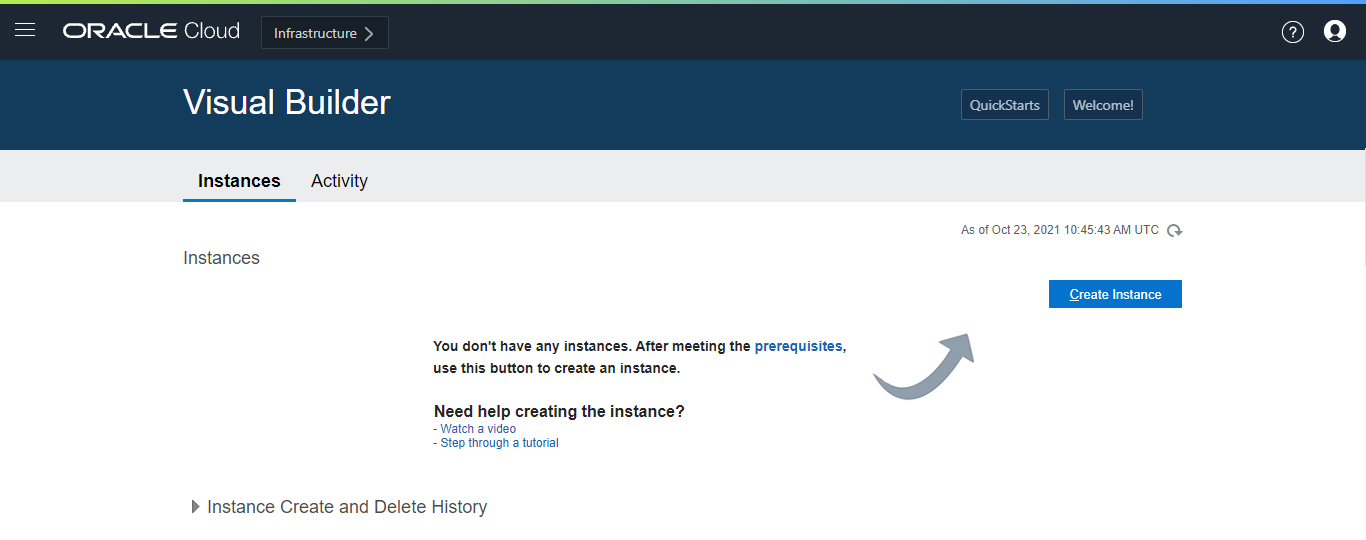 ORACLE Cloud
Infrastructure
Visual Builder
QuickStarts
Welcome!
Instances
Activity
As of Oct 23, 2021 10:45:43 AM UTC
Instances
Create Instance
You don't have any instances. After meeting the prerequisites,
use this button to create an instance.
Need help creating the instance?
- Watch a video
- Step through a tutorial
Instance Create and Delete History